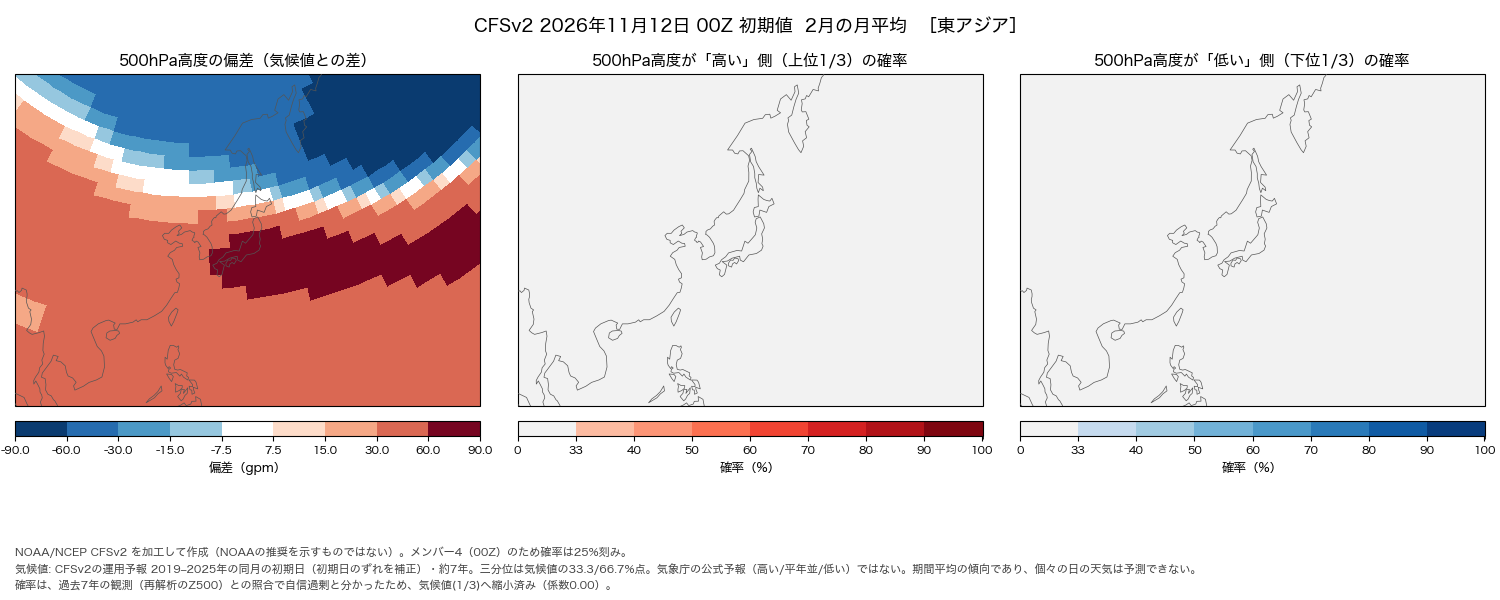 CFSv2 2026年11月12日 00Z 初期値  2月の月平均  ［東アジア］
500hPa高度の偏差（気候値との差）
500hPa高度が「高い」側（上位1/3）の確率
500hPa高度が「低い」側（下位1/3）の確率
-90.0 -60.0 -30.0 -15.0 -7.5 7.5 15.0 30.0 60.0 90.0
偏差（gpm）
0 33 40 50 60 70 80 90 100
確率（%）
0 33 40 50 60 70 80 90 100
確率（%）
NOAA/NCEP CFSv2 を加工して作成（NOAAの推奨を示すものではない）。メンバー4（00Z）のため確率は25%刻み。
気候値: CFSv2の運用予報 2019–2025年の同月の初期日（初期日のずれを補正）・約7年。三分位は気候値の33.3/66.7%点。気象庁の公式予報（高い/平年並/低い）ではない。期間平均の傾向であり、個々の日の天気は予測できない。
確率は、過去7年の観測（再解析のZ500）との照合で自信過剰と分かったため、気候値(1/3)へ縮小済み（係数0.00）。